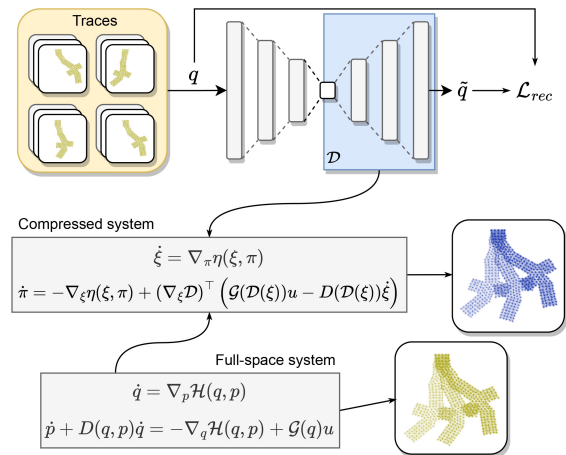 Traces
q
q̃
ℒ_rec
𝒟
Compressed system
ξ̇ = ∇_π η(ξ, π)
π̇ = −∇_ξ η(ξ, π) + (∇_ξ 𝒟)^⊤ (𝒢(𝒟(ξ))u − D(𝒟(ξ))ξ̇)
Full-space system
q̇ = ∇_p ℋ(q, p)
ṗ + D(q, p)q̇ = −∇_q ℋ(q, p) + 𝒢(q)u